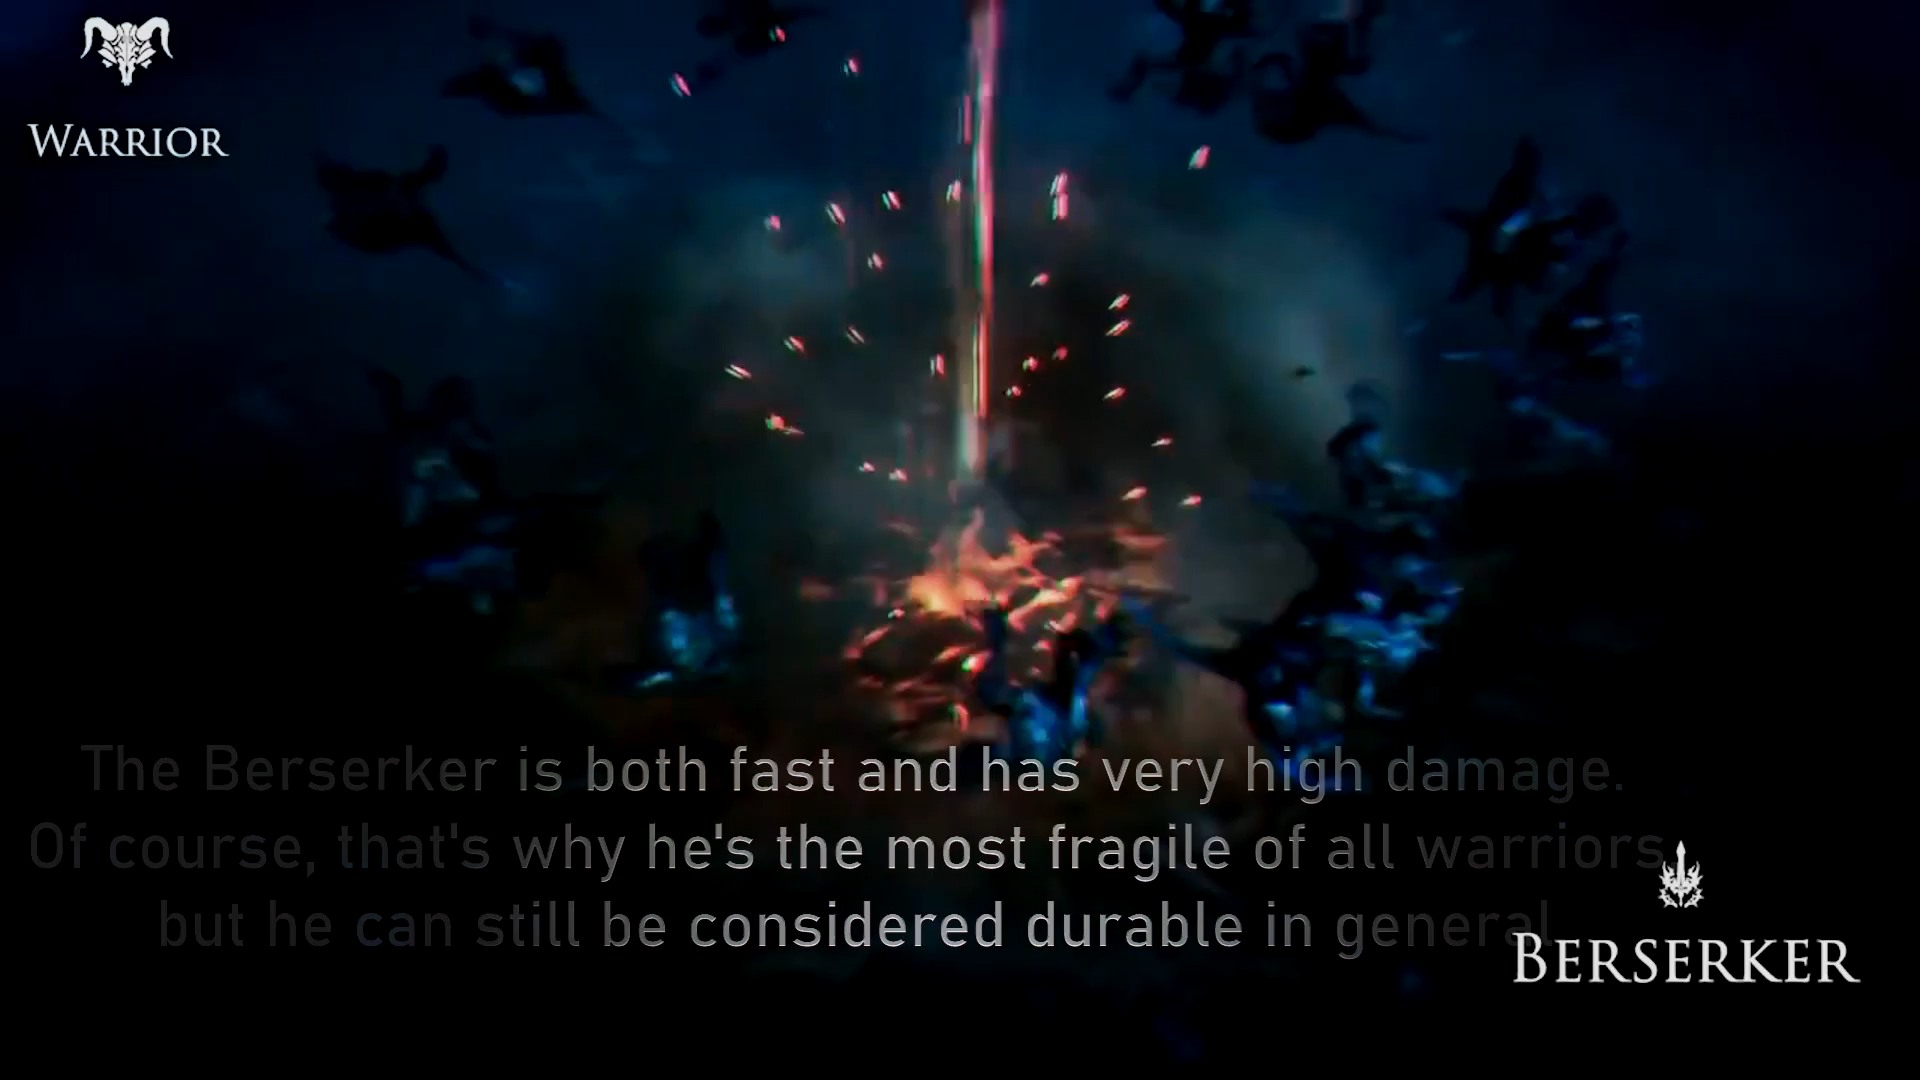 WARRIOR
The Berserker is both fast and has very high damage.
Of course, that's why he's the most fragile of all warriors,
but he can still be considered durable in general.
BERSERKER